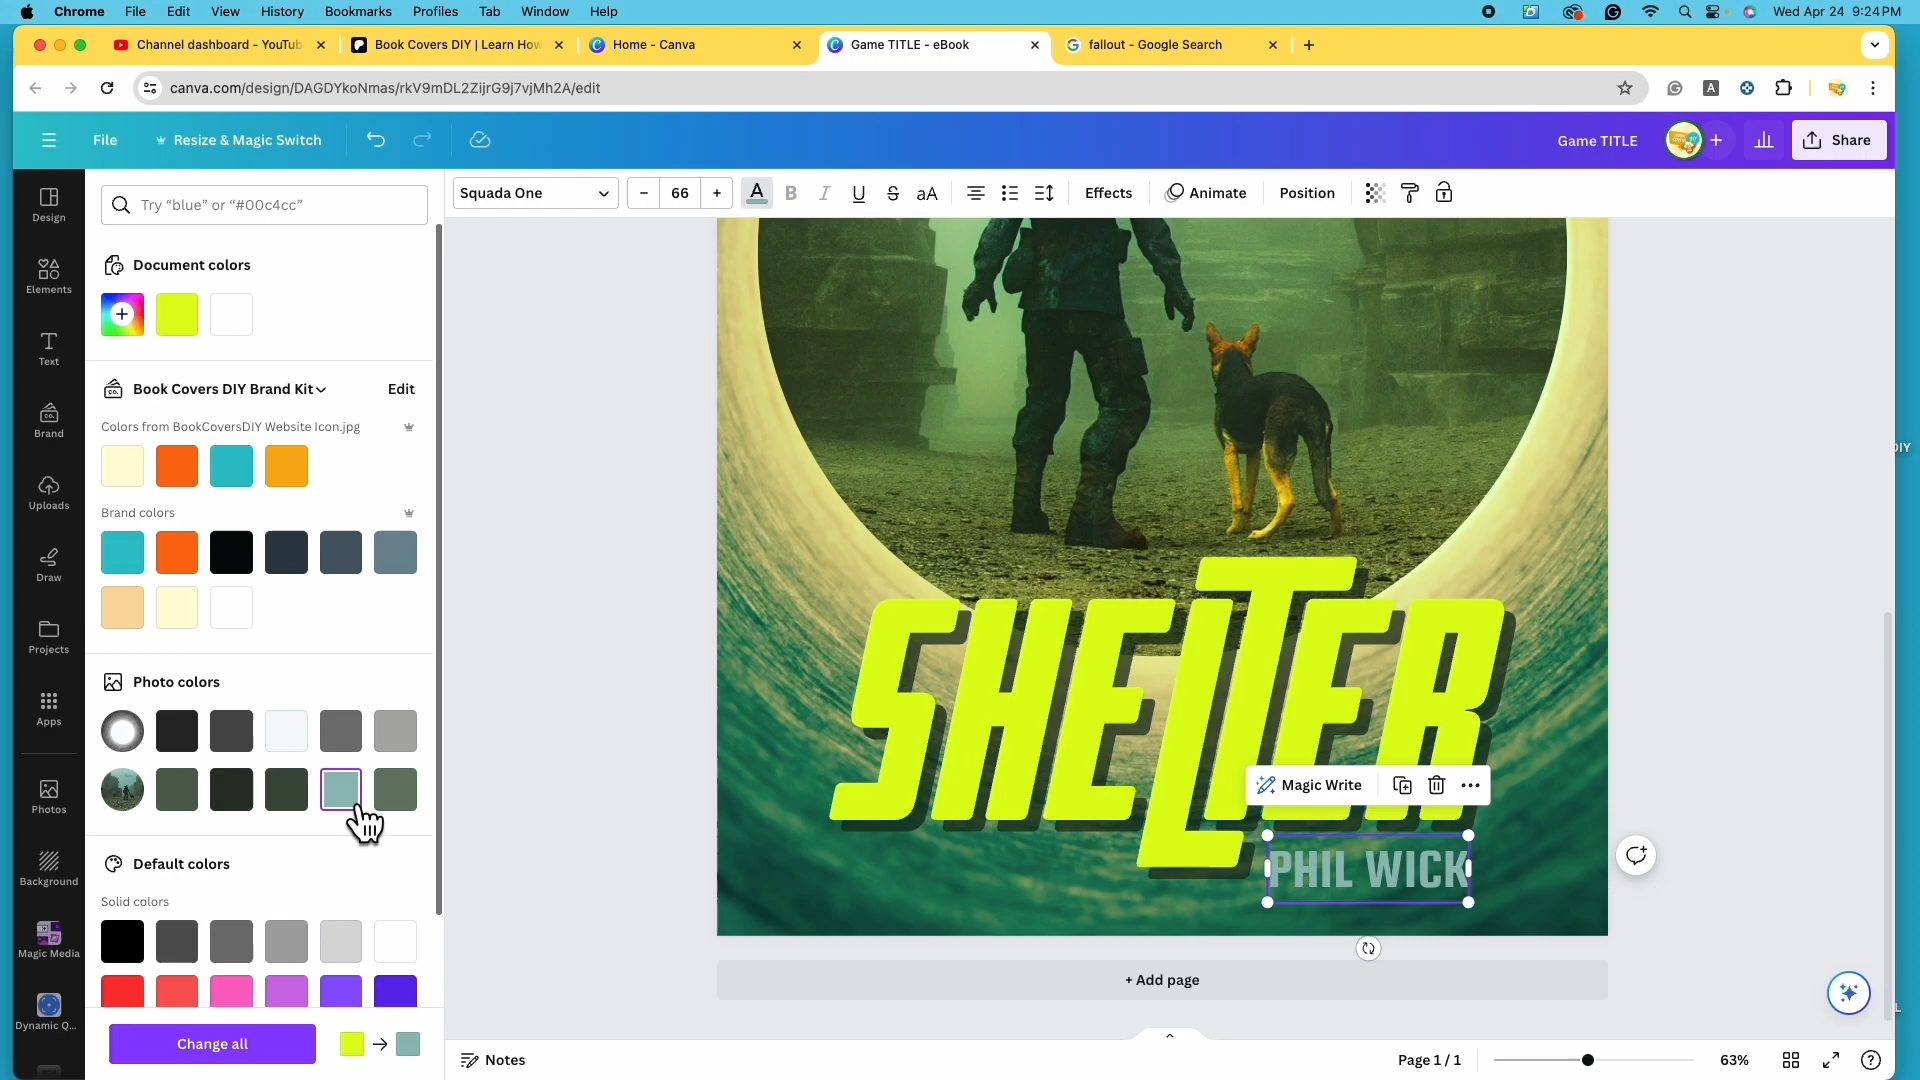 Chrome File Edit View History Bookmarks Profiles Tab Window Help Wed Apr 24 9:24PM
Channel dashboard - YouTub Book Covers DIY | Learn How Home - Canva Game TITLE - eBook fallout - Google Search
canva.com/design/DAGDYkoNmas/rkV9mDL2ZijrG9j7vjMh2A/edit
File Resize & Magic Switch Game TITLE Share
Squada One 66 A B I U S aA Effects Animate Position
Design
Elements
Text
Brand
Uploads
Draw
Projects
Apps
Photos
Background
Magic Media
Dynamic Q...
Try “blue” or “#00c4cc”
Document colors
Book Covers DIY Brand Kit Edit
Colors from BookCoversDIY Website Icon.jpg
Brand colors
Photo colors
Default colors
Solid colors
Change all
SHELTER
Magic Write
PHIL WICK
+ Add page
Notes Page 1 / 1 63%